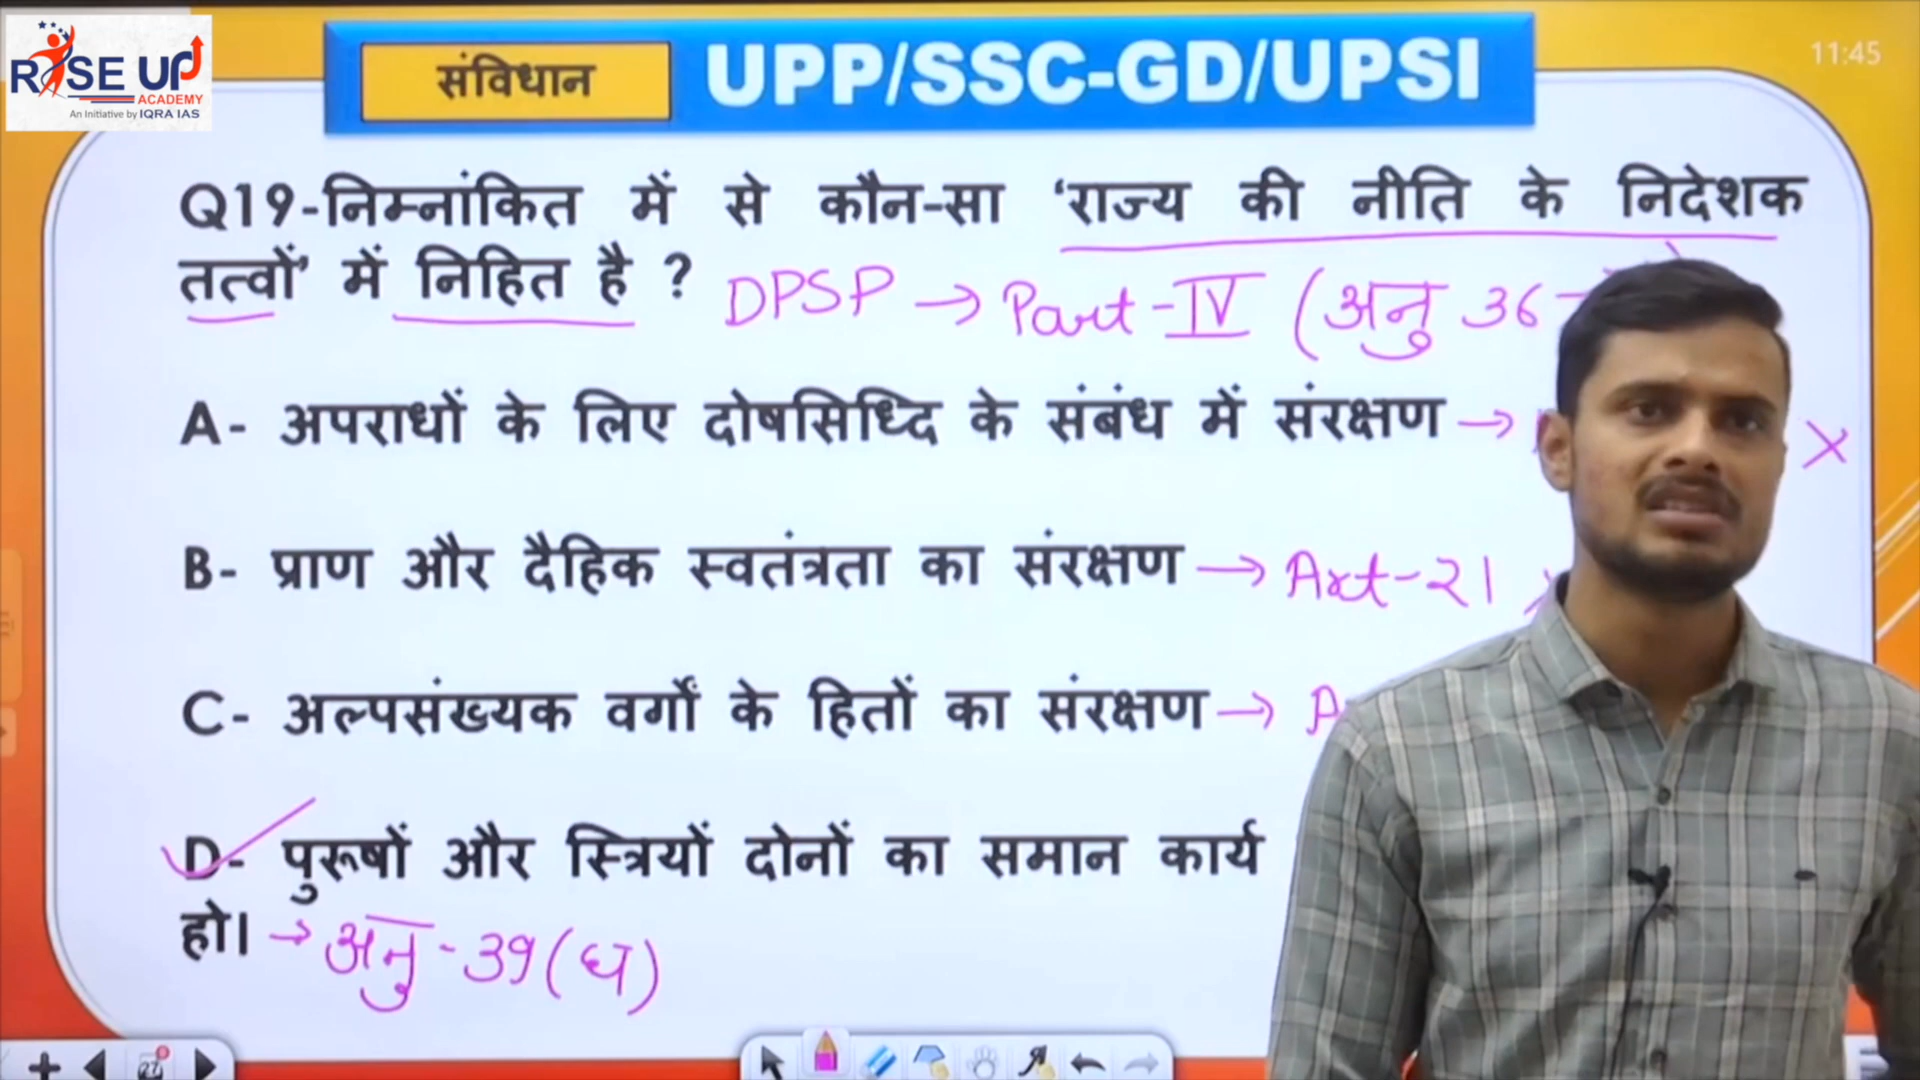 RISE UP
ACADEMY
An Initiative by IQRA IAS
संविधान
UPP/SSC-GD/UPSI
11:45
Q19-निम्नांकित में से कौन-सा 'राज्य की नीति के निदेशक
तत्वों' में निहित है ?
DPSP → Part-IV (अनु 36-
A- अपराधों के लिए दोषसिध्दि के संबंध में संरक्षण →
B- प्राण और दैहिक स्वतंत्रता का संरक्षण → Art-21
C- अल्पसंख्यक वर्गों के हितों का संरक्षण →
D- पुरूषों और स्त्रियों दोनों का समान कार्य
हो। → अनु-39(घ)
27